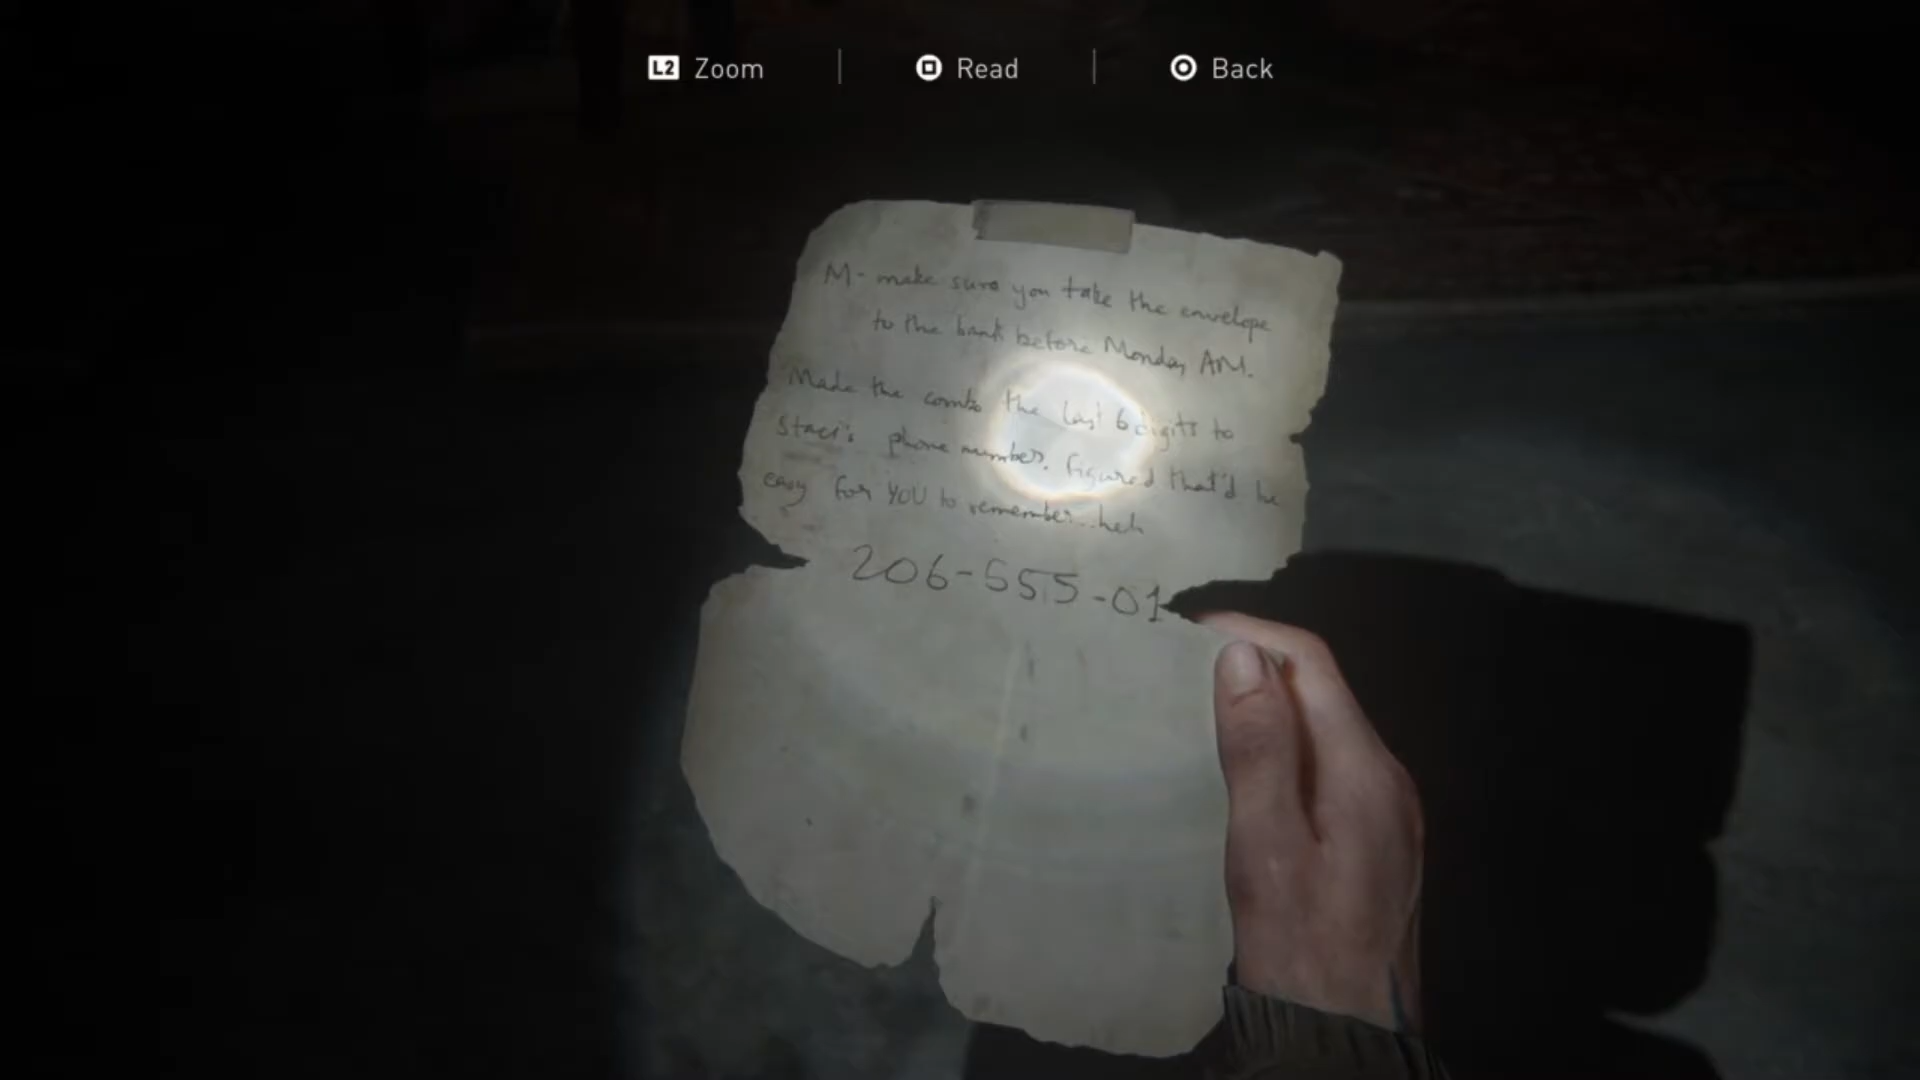 L2 Zoom | Read | Back
M- make sure you take the envelope
to the bank before Monday AM.
Made the combo the last 6 digits to
Staci's phone number. figured that'd be
easy for YOU to remember...heh
206-555-01